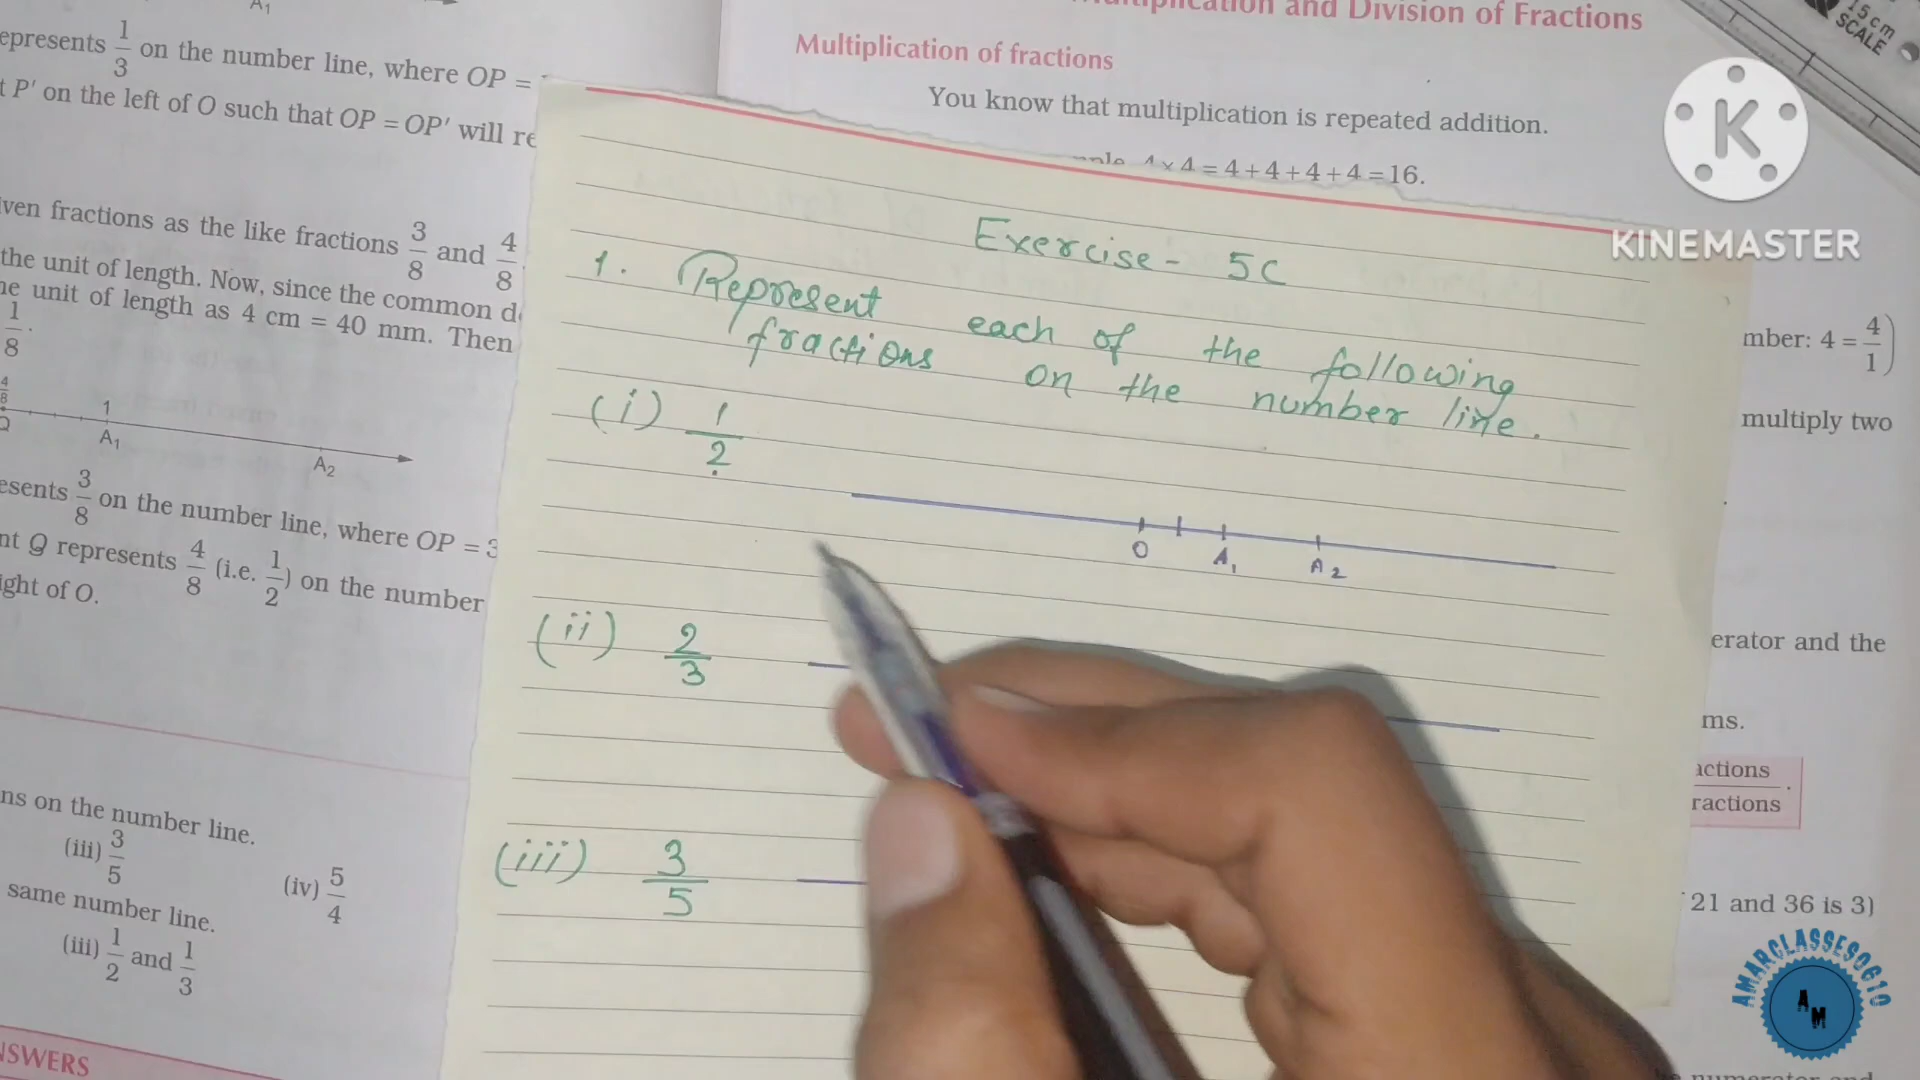 A1
epresents 1/3 on the number line, where OP =
t P' on the left of O such that OP = OP' will re
ven fractions as the like fractions 3/8 and 4/8
the unit of length. Now, since the common d
ne unit of length as 4 cm = 40 mm. Then
1/8.
4/8
1
A1
A2
esents 3/8 on the number line, where OP = 3
nt Q represents 4/8 (i.e. 1/2) on the number
ight of O.
ns on the number line.
(iii) 3/5 (iv) 5/4
same number line.
(iii) 1/2 and 1/3
NSWERS
Multiplication and Division of Fractions
Multiplication of fractions
You know that multiplication is repeated addition.
4 × 4 = 4 + 4 + 4 + 4 = 16.
15 cm
SCALE
K
KINEMASTER
Exercise - 5C
1. Represent each of the following
fractions on the number line.
(i) 1/2
O A1 A2
(ii) 2/3
(iii) 3/5
mber: 4 = 4/1)
multiply two
erator and the
ms.
actions
ractions
21 and 36 is 3)
AMARCLASSES0610
AM